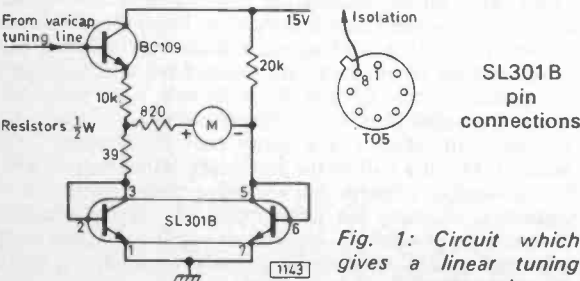 From varicap
tuning line
BC109
15V
20k
10k
Resistors ½W
820
+ M −
39
3 5
2 SL301B 6
1 7
1143
Isolation
8 1
T05
SL301B
pin
connections
Fig. 1: Circuit which
gives a linear tuning